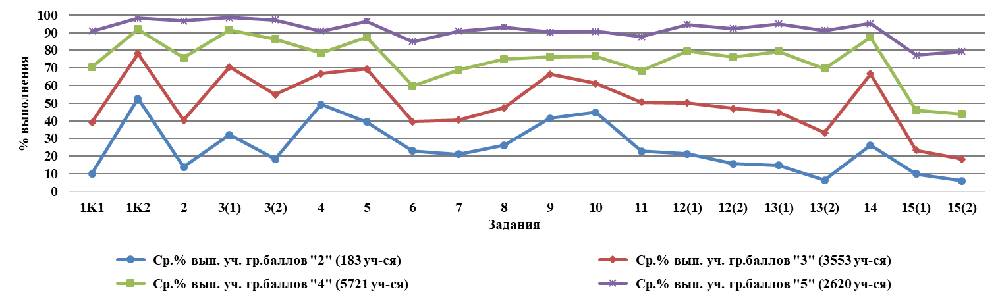 % выполнения
100
90
80
70
60
50
40
30
20
10
0
1K1 1K2 2 3(1) 3(2) 4 5 6 7 8 9 10 11 12(1) 12(2) 13(1) 13(2) 14 15(1) 15(2)
Задания
Ср.% вып. уч. гр.баллов "2" (183 уч-ся)
Ср.% вып. уч. гр.баллов "3" (3553 уч-ся)
Ср.% вып. уч. гр.баллов "4" (5721 уч-ся)
Ср.% вып. уч. гр.баллов "5" (2620 уч-ся)